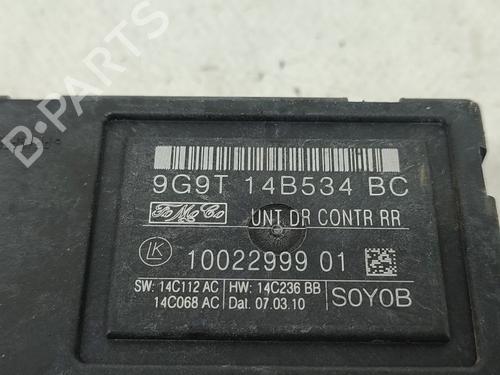 9G9T 14B534 BC
FoMoCo UNT DR CONTR RR
LK 10022999 01
SW: 14C112 AC HW: 14C236 BB
14C068 AC Dat. 07.03.10 SOYOB
B-PARTS